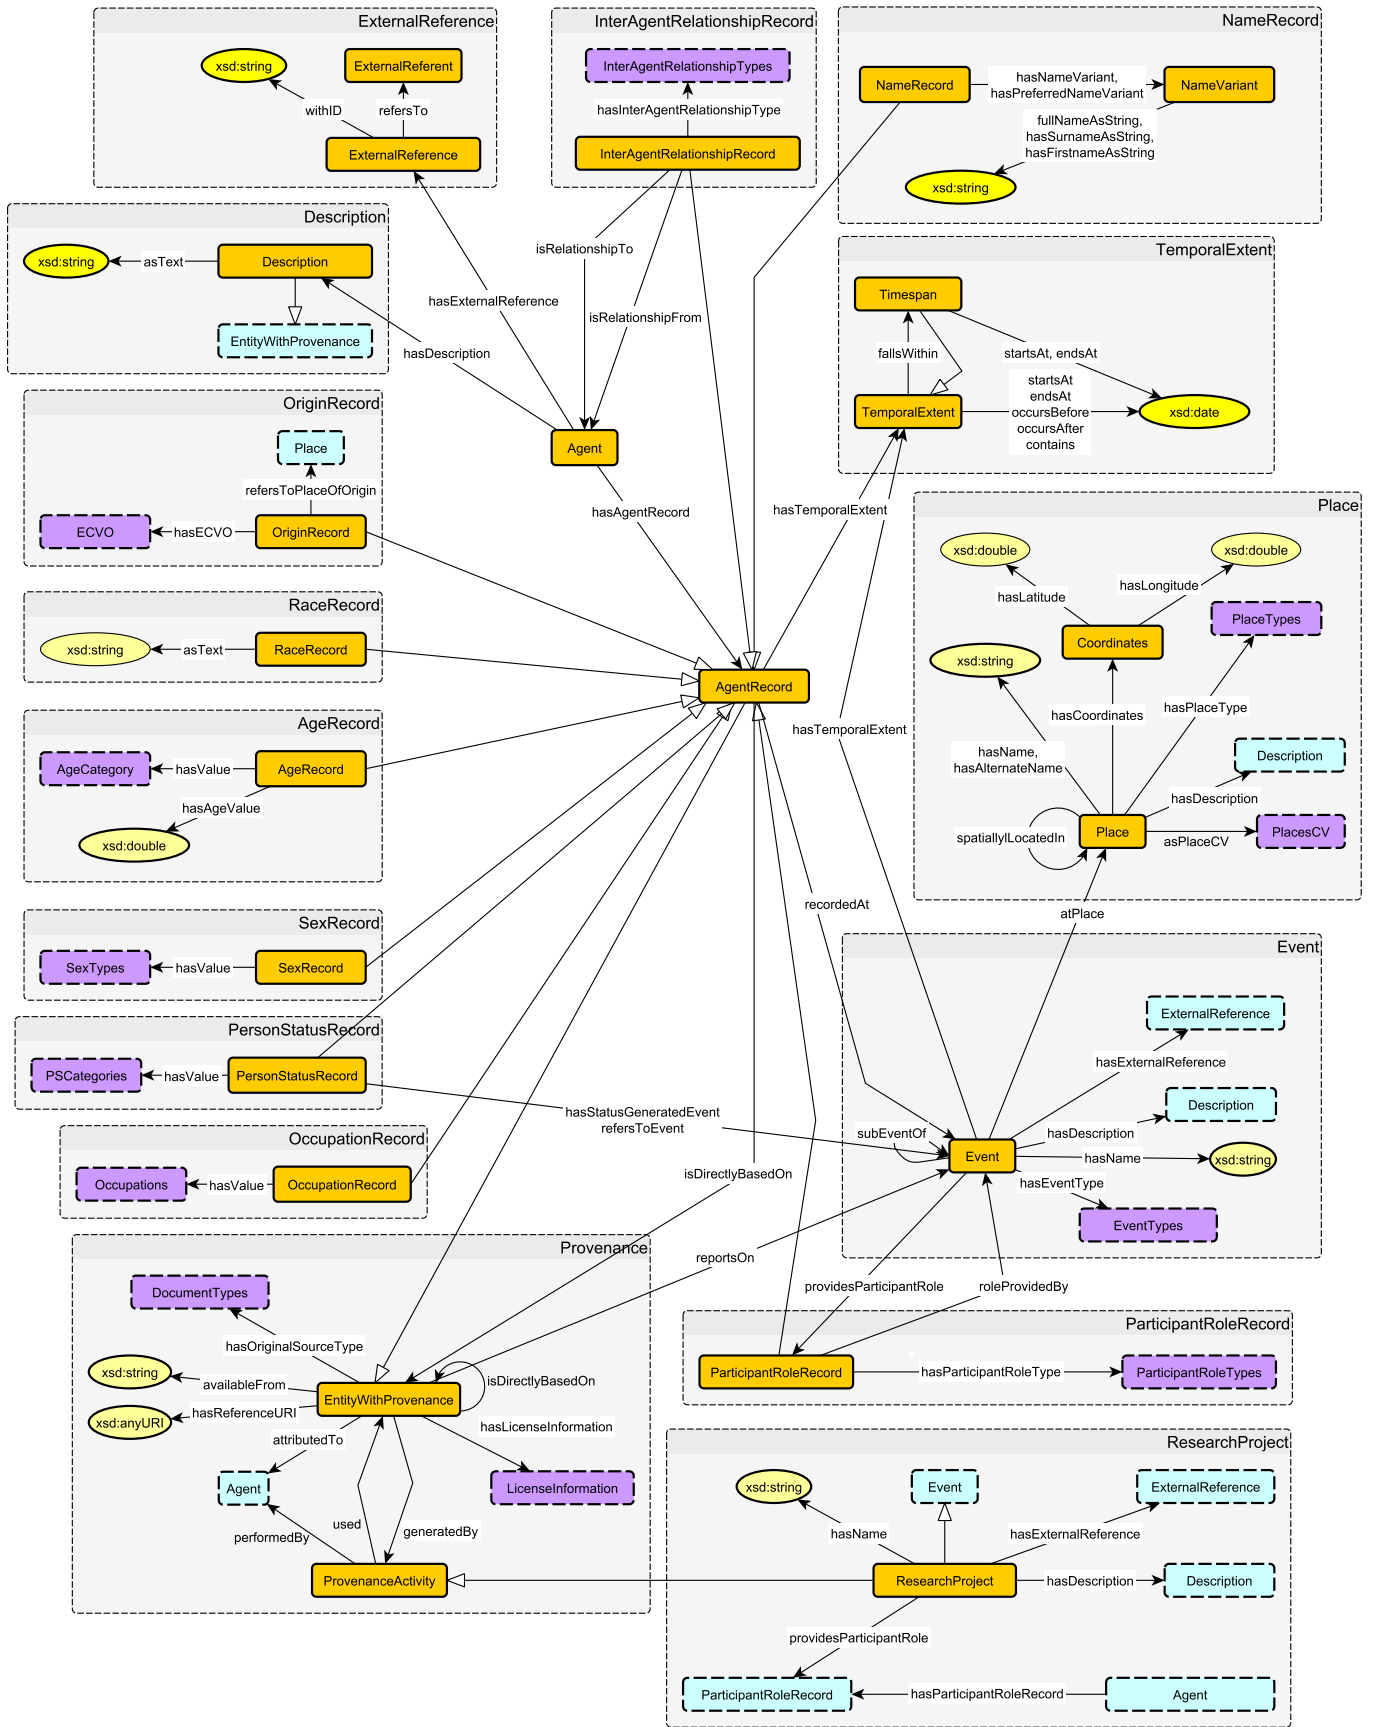 ExternalReference
xsd:string
ExternalReferent
withID
refersTo
ExternalReference
InterAgentRelationshipRecord
InterAgentRelationshipTypes
hasInterAgentRelationshipType
InterAgentRelationshipRecord
NameRecord
NameRecord
hasNameVariant,
hasPreferredNameVariant
NameVariant
fullNameAsString,
hasSurnameAsString,
hasFirstnameAsString
xsd:string
Description
xsd:string
asText
Description
EntityWithProvenance
isRelationshipTo
isRelationshipFrom
hasExternalReference
hasDescription
Agent
hasAgentRecord
TemporalExtent
Timespan
fallsWithin
startsAt, endsAt
TemporalExtent
startsAt
endsAt
occursBefore
occursAfter
contains
xsd:date
OriginRecord
Place
refersToPlaceOfOrigin
ECVO
hasECVO
OriginRecord
hasTemporalExtent
Place
xsd:double
xsd:double
hasLatitude
hasLongitude
Coordinates
PlaceTypes
xsd:string
hasCoordinates
hasPlaceType
hasName,
hasAlternateName
Description
hasDescription
spatiallylLocatedIn
Place
asPlaceCV
PlacesCV
RaceRecord
xsd:string
asText
RaceRecord
AgentRecord
hasTemporalExtent
AgeRecord
AgeCategory
hasValue
AgeRecord
hasAgeValue
xsd:double
recordedAt
atPlace
SexRecord
SexTypes
hasValue
SexRecord
Event
ExternalReference
hasExternalReference
Description
hasDescription
subEventOf
Event
hasName
xsd:string
hasEventType
EventTypes
PersonStatusRecord
PSCategories
hasValue
PersonStatusRecord
hasStatusGeneratedEvent
refersToEvent
OccupationRecord
Occupations
hasValue
OccupationRecord
isDirectlyBasedOn
reportsOn
providesParticipantRole
roleProvidedBy
Provenance
DocumentTypes
hasOriginalSourceType
xsd:string
availableFrom
EntityWithProvenance
isDirectlyBasedOn
xsd:anyURI
hasReferenceURI
attributedTo
hasLicenseInformation
Agent
LicenseInformation
performedBy
used
generatedBy
ProvenanceActivity
ParticipantRoleRecord
ParticipantRoleRecord
hasParticipantRoleType
ParticipantRoleTypes
ResearchProject
xsd:string
Event
ExternalReference
hasName
hasExternalReference
ResearchProject
hasDescription
Description
providesParticipantRole
ParticipantRoleRecord
hasParticipantRoleRecord
Agent